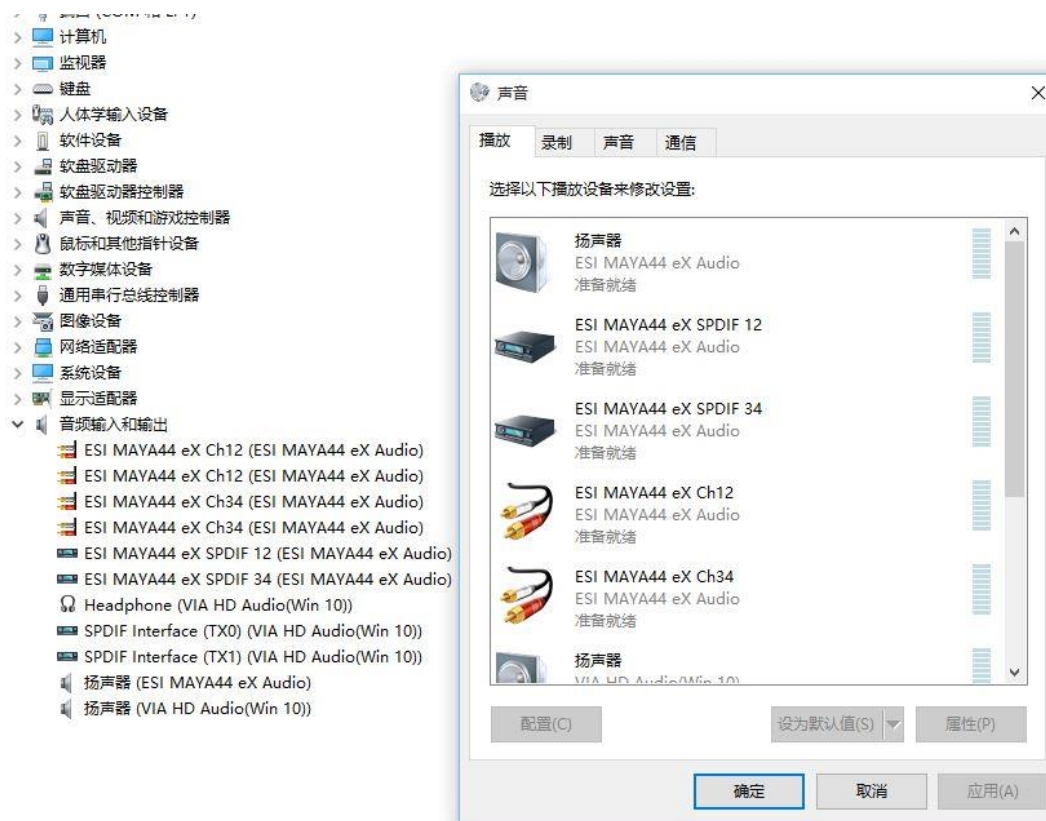 计算机
监视器
键盘
人体学输入设备
软件设备
软盘驱动器
软盘驱动器控制器
声音、视频和游戏控制器
鼠标和其他指针设备
数字媒体设备
通用串行总线控制器
图像设备
网络适配器
系统设备
显示适配器
音频输入和输出
ESI MAYA44 eX Ch12 (ESI MAYA44 eX Audio)
ESI MAYA44 eX Ch12 (ESI MAYA44 eX Audio)
ESI MAYA44 eX Ch34 (ESI MAYA44 eX Audio)
ESI MAYA44 eX Ch34 (ESI MAYA44 eX Audio)
ESI MAYA44 eX SPDIF 12 (ESI MAYA44 eX Audio)
ESI MAYA44 eX SPDIF 34 (ESI MAYA44 eX Audio)
Headphone (VIA HD Audio(Win 10))
SPDIF Interface (TX0) (VIA HD Audio(Win 10))
SPDIF Interface (TX1) (VIA HD Audio(Win 10))
扬声器 (ESI MAYA44 eX Audio)
扬声器 (VIA HD Audio(Win 10))
声音
播放 录制 声音 通信
选择以下播放设备来修改设置:
扬声器
ESI MAYA44 eX Audio
准备就绪
ESI MAYA44 eX SPDIF 12
ESI MAYA44 eX Audio
准备就绪
ESI MAYA44 eX SPDIF 34
ESI MAYA44 eX Audio
准备就绪
ESI MAYA44 eX Ch12
ESI MAYA44 eX Audio
准备就绪
ESI MAYA44 eX Ch34
ESI MAYA44 eX Audio
准备就绪
扬声器
VIA HD Audio(Win 10)
配置(C) 设为默认值(S) 属性(P)
确定 取消 应用(A)